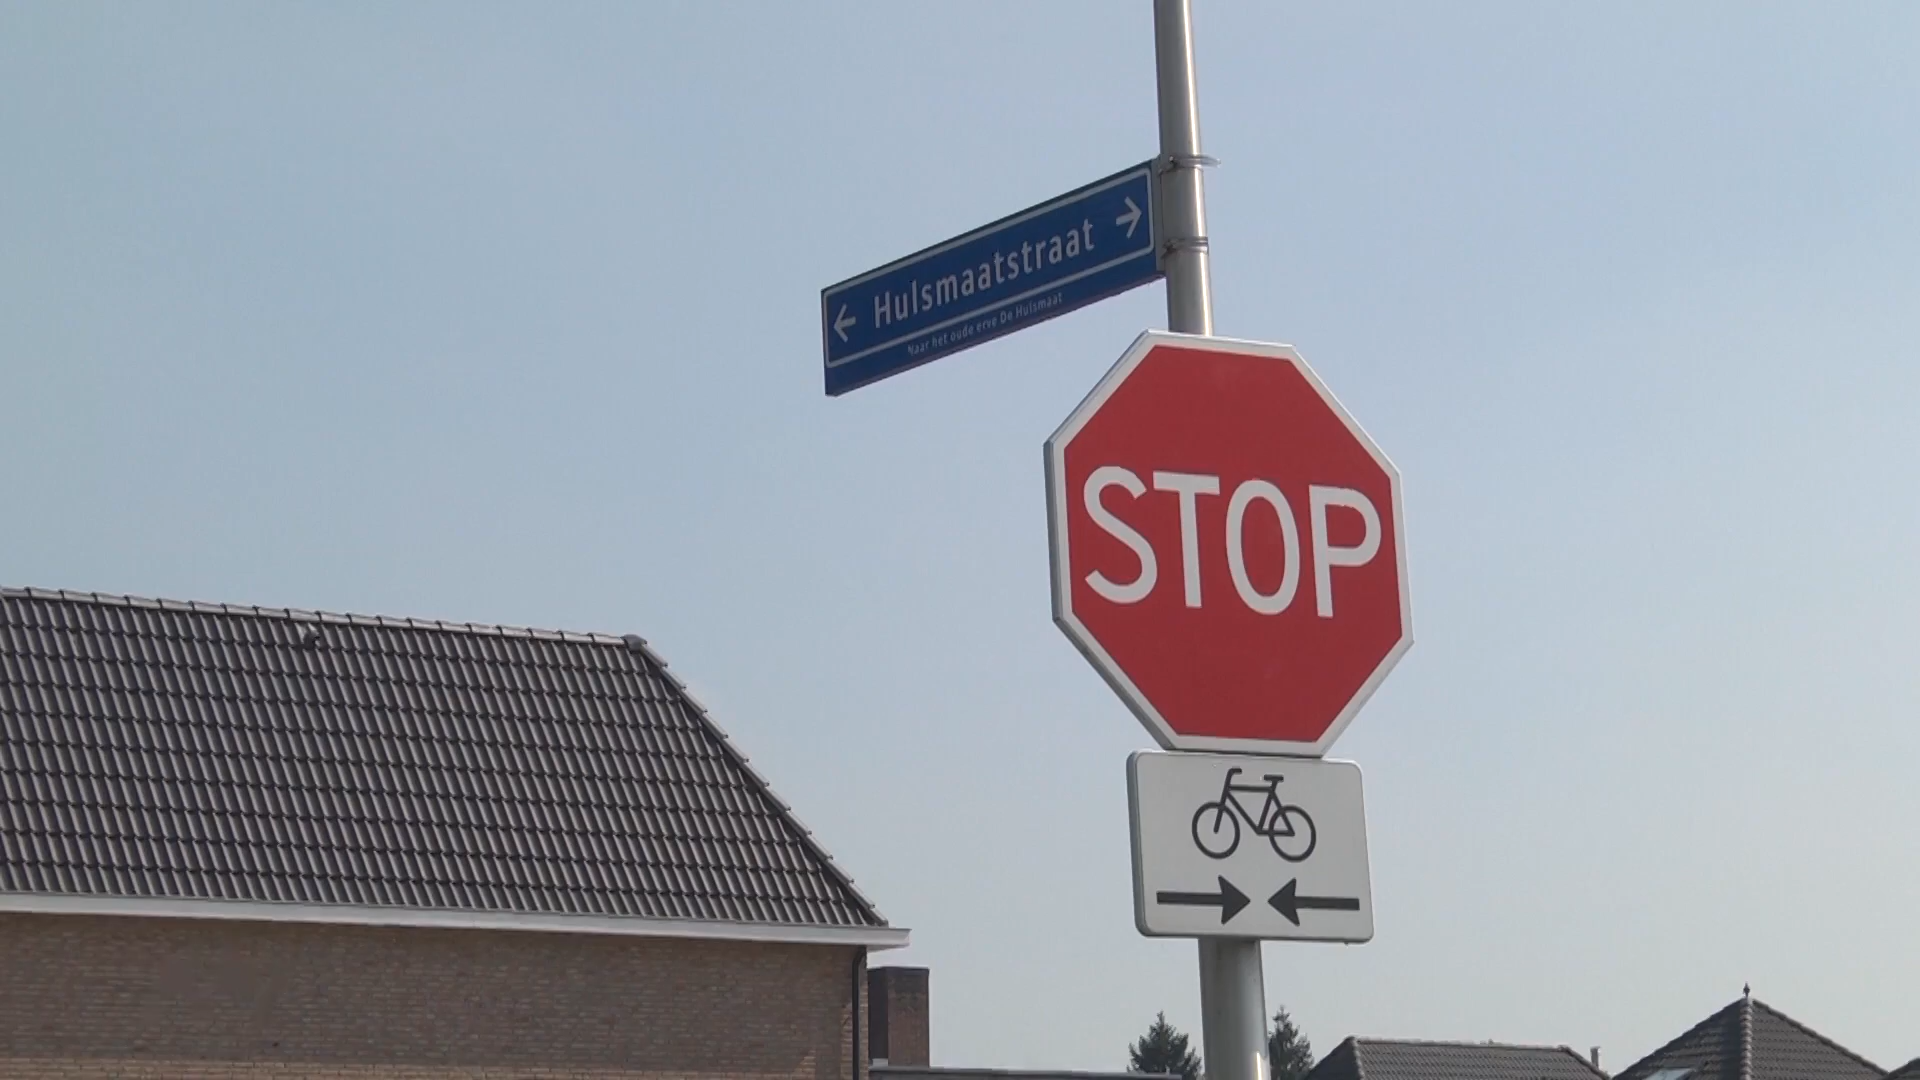 ← Hulsmaatstraat →
Naar het oude erve De Hulsmaat
STOP